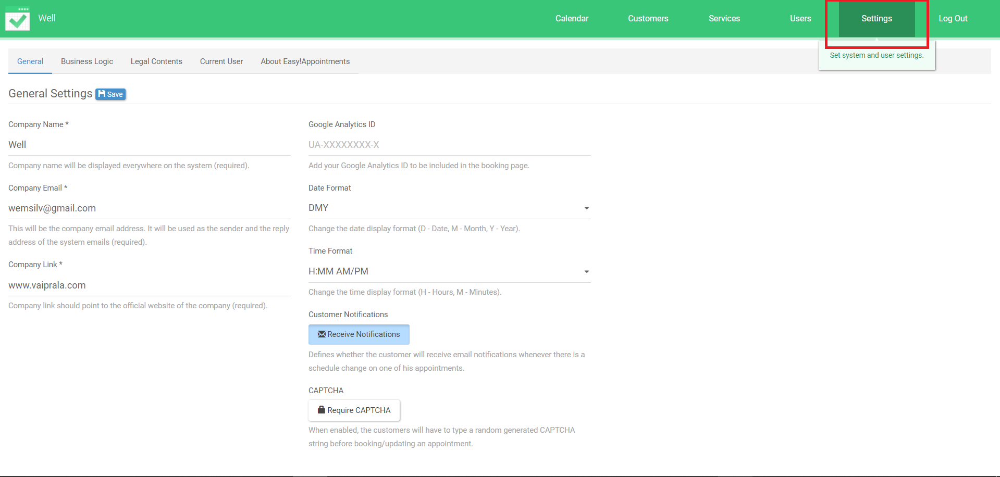 Well
Calendar
Customers
Services
Users
Settings
Log Out
Set system and user settings.
General
Business Logic
Legal Contents
Current User
About Easy!Appointments
General Settings Save
Company Name *
Well
Company name will be displayed everywhere on the system (required).
Company Email *
wemsilv@gmail.com
This will be the company email address. It will be used as the sender and the reply
address of the system emails (required).
Company Link *
www.vaiprala.com
Company link should point to the official website of the company (required).
Google Analytics ID
UA-XXXXXXXX-X
Add your Google Analytics ID to be included in the booking page.
Date Format
DMY
Change the date display format (D - Date, M - Month, Y - Year).
Time Format
H:MM AM/PM
Change the time display format (H - Hours, M - Minutes).
Customer Notifications
Receive Notifications
Defines whether the customer will receive email notifications whenever there is a
schedule change on one of his appointments.
CAPTCHA
Require CAPTCHA
When enabled, the customers will have to type a random generated CAPTCHA
string before booking/updating an appointment.